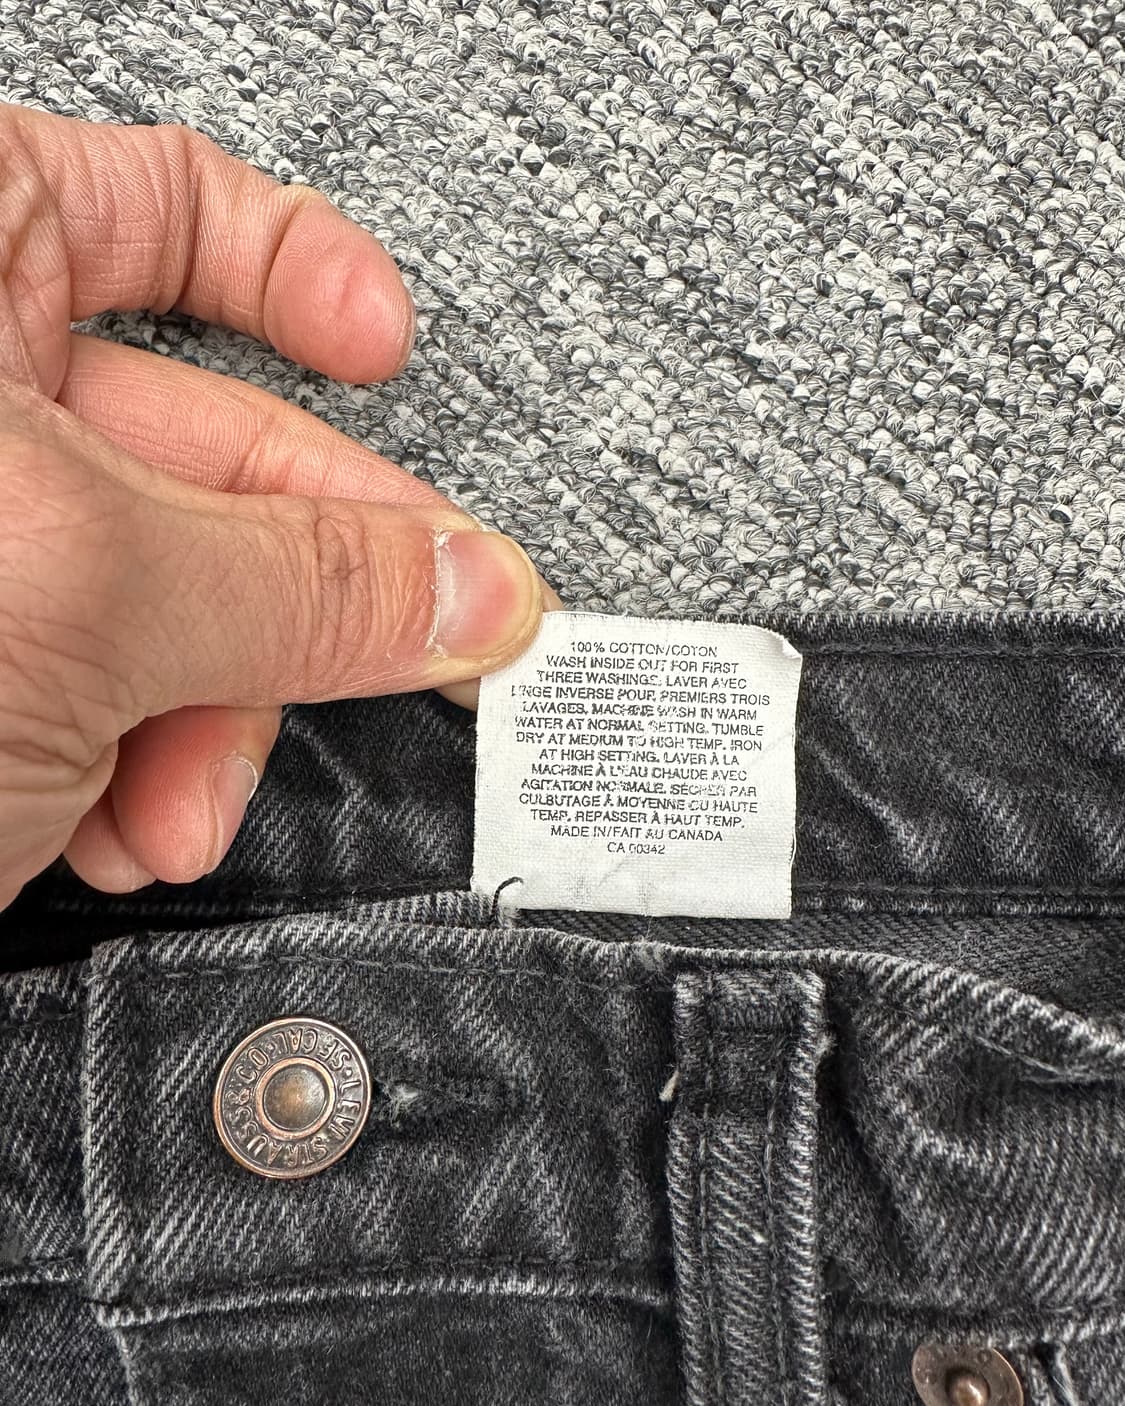 100% COTTON/COTON
WASH INSIDE OUT FOR FIRST
THREE WASHINGS. LAVER AVEC
LINGE INVERSE POUR PREMIERS TROIS
LAVAGES. MACHINE WASH IN WARM
WATER AT NORMAL SETTING. TUMBLE
DRY AT MEDIUM TO HIGH TEMP. IRON
AT HIGH SETTING. LAVER À LA
MACHINE À L'EAU CHAUDE AVEC
AGITATION NORMALE. SÉCHER PAR
CULBUTAGE À MOYENNE OU HAUTE
TEMP. REPASSER À HAUT TEMP.
MADE IN/FAIT AU CANADA
CA 00342
LEVI STRAUSS & CO. S.F. CAL.